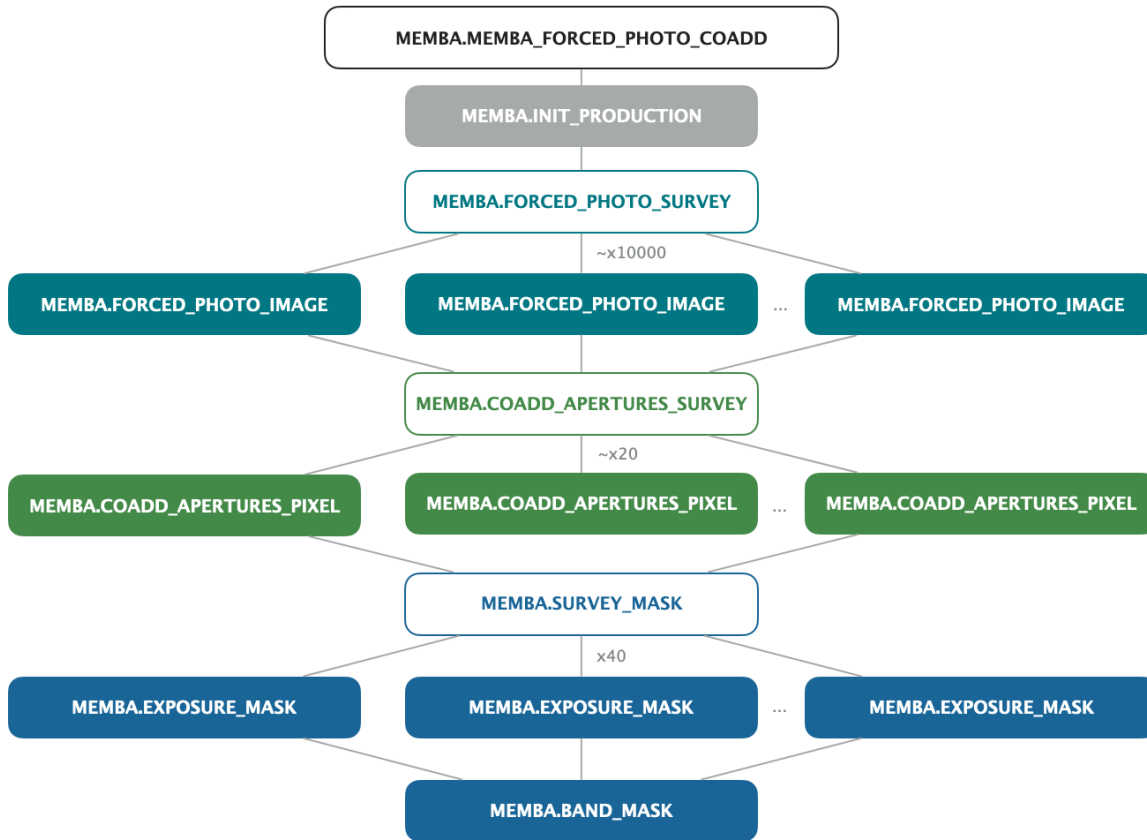 MEMBA.MEMBA_FORCED_PHOTO_COADD
MEMBA.INIT_PRODUCTION
MEMBA.FORCED_PHOTO_SURVEY
~x10000
MEMBA.FORCED_PHOTO_IMAGE
MEMBA.FORCED_PHOTO_IMAGE
...
MEMBA.FORCED_PHOTO_IMAGE
MEMBA.COADD_APERTURES_SURVEY
~x20
MEMBA.COADD_APERTURES_PIXEL
MEMBA.COADD_APERTURES_PIXEL
...
MEMBA.COADD_APERTURES_PIXEL
MEMBA.SURVEY_MASK
x40
MEMBA.EXPOSURE_MASK
MEMBA.EXPOSURE_MASK
...
MEMBA.EXPOSURE_MASK
MEMBA.BAND_MASK